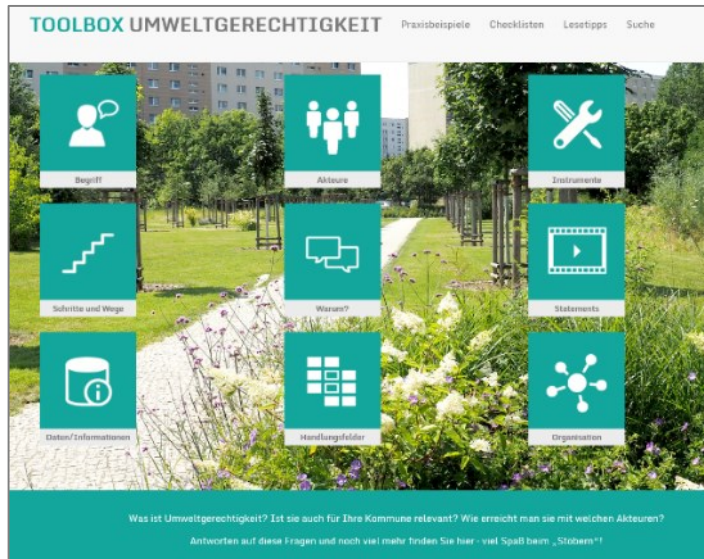 TOOLBOX UMWELTGERECHTIGKEIT Praxisbeispiele Checklisten Lesetipps Suche
Begriff Akteure Instrumente
Schritte und Wege Warum? Statements
Daten/Informationen Handlungsfelder Organisation
Was ist Umweltgerechtigkeit? Ist sie auch für Ihre Kommune relevant? Wie erreicht man sie mit welchen Akteuren?
Antworten auf diese Fragen und noch viel mehr finden Sie hier - viel Spaß beim „Stöbern“!